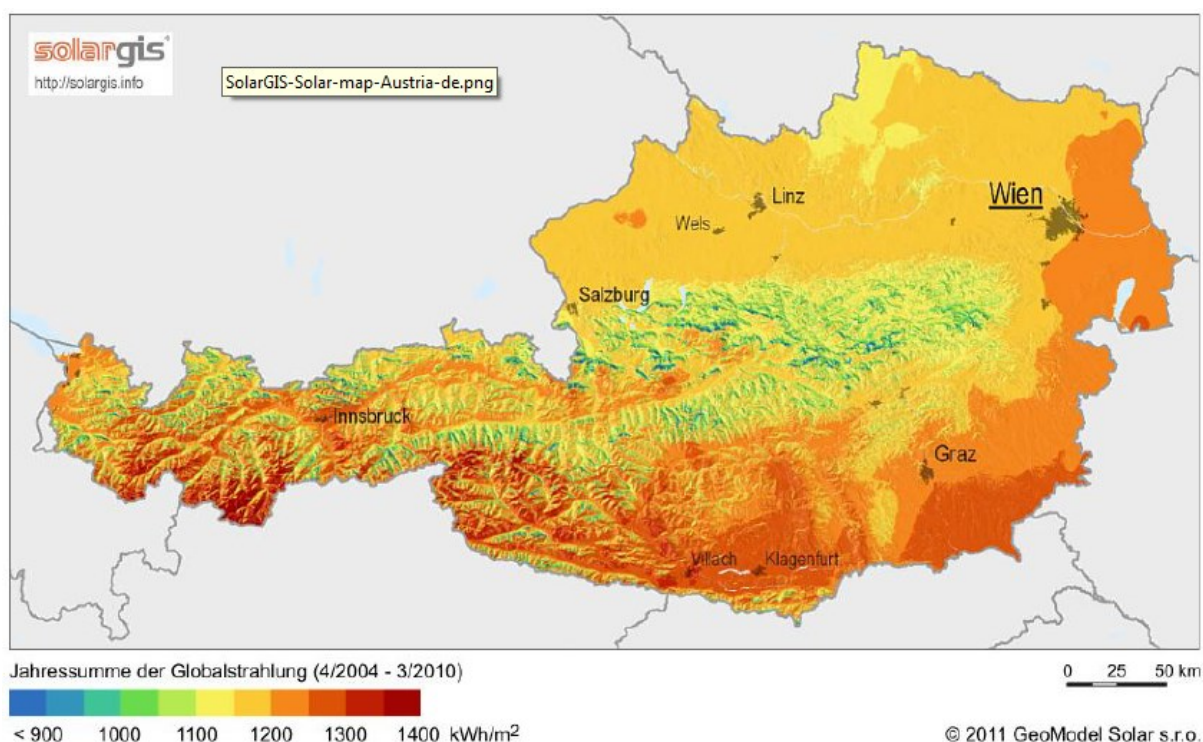 solargis
http://solargis.info
SolarGIS-Solar-map-Austria-de.png
Linz
Wien
Wels
Salzburg
Innsbruck
Graz
Villach
Klagenfurt
Jahressumme der Globalstrahlung (4/2004 - 3/2010)
0 25 50 km
< 900 1000 1100 1200 1300 1400 kWh/m²
© 2011 GeoModel Solar s.r.o.